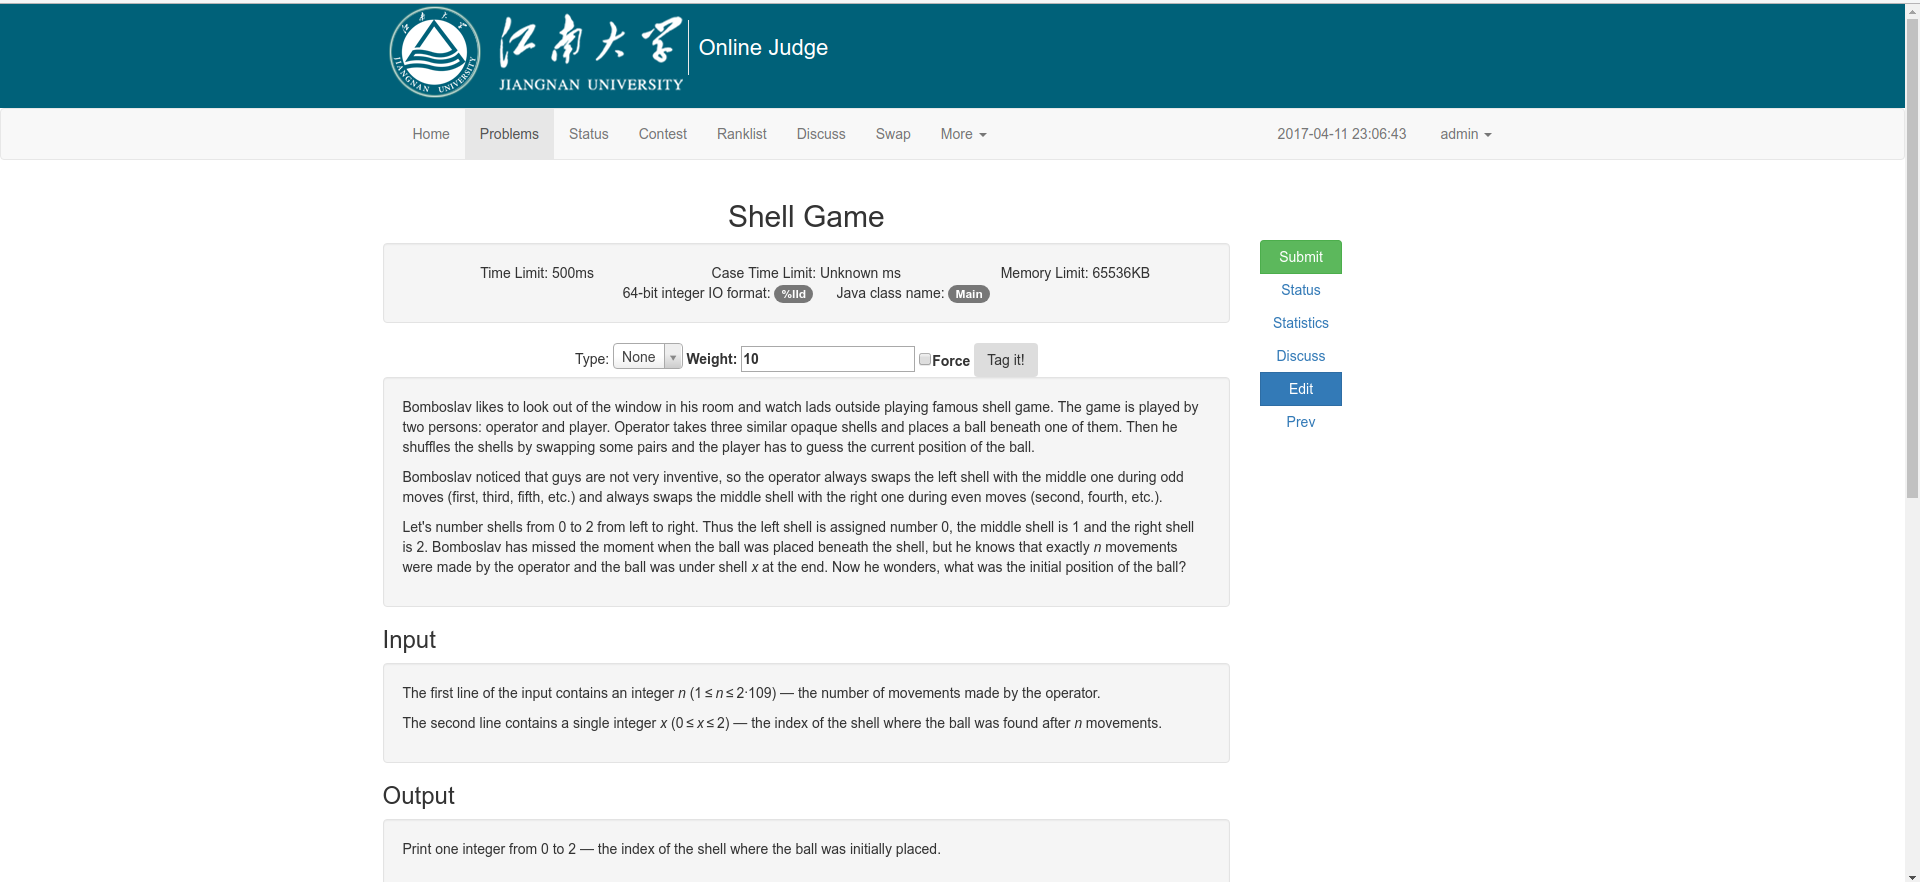 江南大学
JIANGNAN UNIVERSITY
Online Judge
Home Problems Status Contest Ranklist Discuss Swap More 2017-04-11 23:06:43 admin
Shell Game
Time Limit: 500ms Case Time Limit: Unknown ms Memory Limit: 65536KB
64-bit integer IO format: %lld Java class name: Main
Type: None Weight: 10 Force Tag it!
Bomboslav likes to look out of the window in his room and watch lads outside playing famous shell game. The game is played by
two persons: operator and player. Operator takes three similar opaque shells and places a ball beneath one of them. Then he
shuffles the shells by swapping some pairs and the player has to guess the current position of the ball.
Bomboslav noticed that guys are not very inventive, so the operator always swaps the left shell with the middle one during odd
moves (first, third, fifth, etc.) and always swaps the middle shell with the right one during even moves (second, fourth, etc.).
Let's number shells from 0 to 2 from left to right. Thus the left shell is assigned number 0, the middle shell is 1 and the right shell
is 2. Bomboslav has missed the moment when the ball was placed beneath the shell, but he knows that exactly n movements
were made by the operator and the ball was under shell x at the end. Now he wonders, what was the initial position of the ball?
Input
The first line of the input contains an integer n (1 ≤ n ≤ 2·109) — the number of movements made by the operator.
The second line contains a single integer x (0 ≤ x ≤ 2) — the index of the shell where the ball was found after n movements.
Output
Print one integer from 0 to 2 — the index of the shell where the ball was initially placed.
Submit
Status
Statistics
Discuss
Edit
Prev